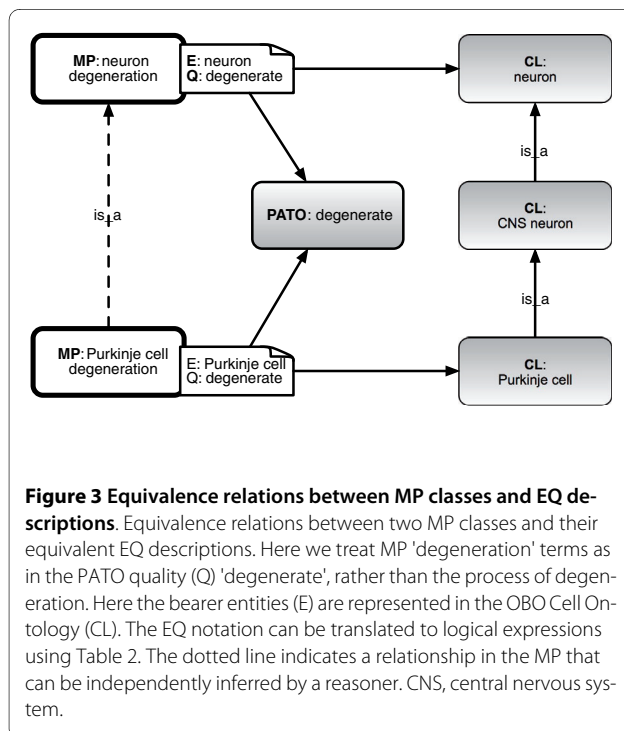 MP: neuron
degeneration
E: neuron
Q: degenerate
CL:
neuron
is_a
is_a
PATO: degenerate
CL:
CNS neuron
is_a
MP: Purkinje cell
degeneration
E: Purkinje cell
Q: degenerate
CL:
Purkinje cell
Figure 3 Equivalence relations between MP classes and EQ de-
scriptions. Equivalence relations between two MP classes and their
equivalent EQ descriptions. Here we treat MP 'degeneration' terms as
in the PATO quality (Q) 'degenerate', rather than the process of degen-
eration. Here the bearer entities (E) are represented in the OBO Cell On-
tology (CL). The EQ notation can be translated to logical expressions
using Table 2. The dotted line indicates a relationship in the MP that
can be independently inferred by a reasoner. CNS, central nervous sys-
tem.